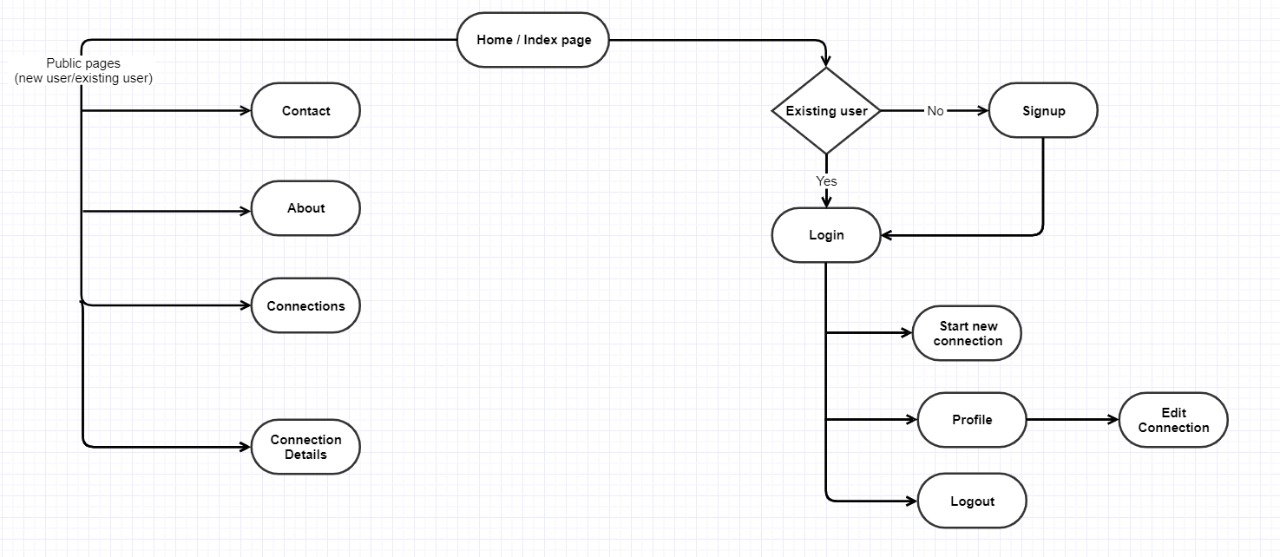 Home / Index page
Public pages
(new user/existing user)
Contact
Existing user
No
Signup
Yes
About
Login
Connections
Start new
connection
Profile
Edit
Connection
Connection
Details
Logout